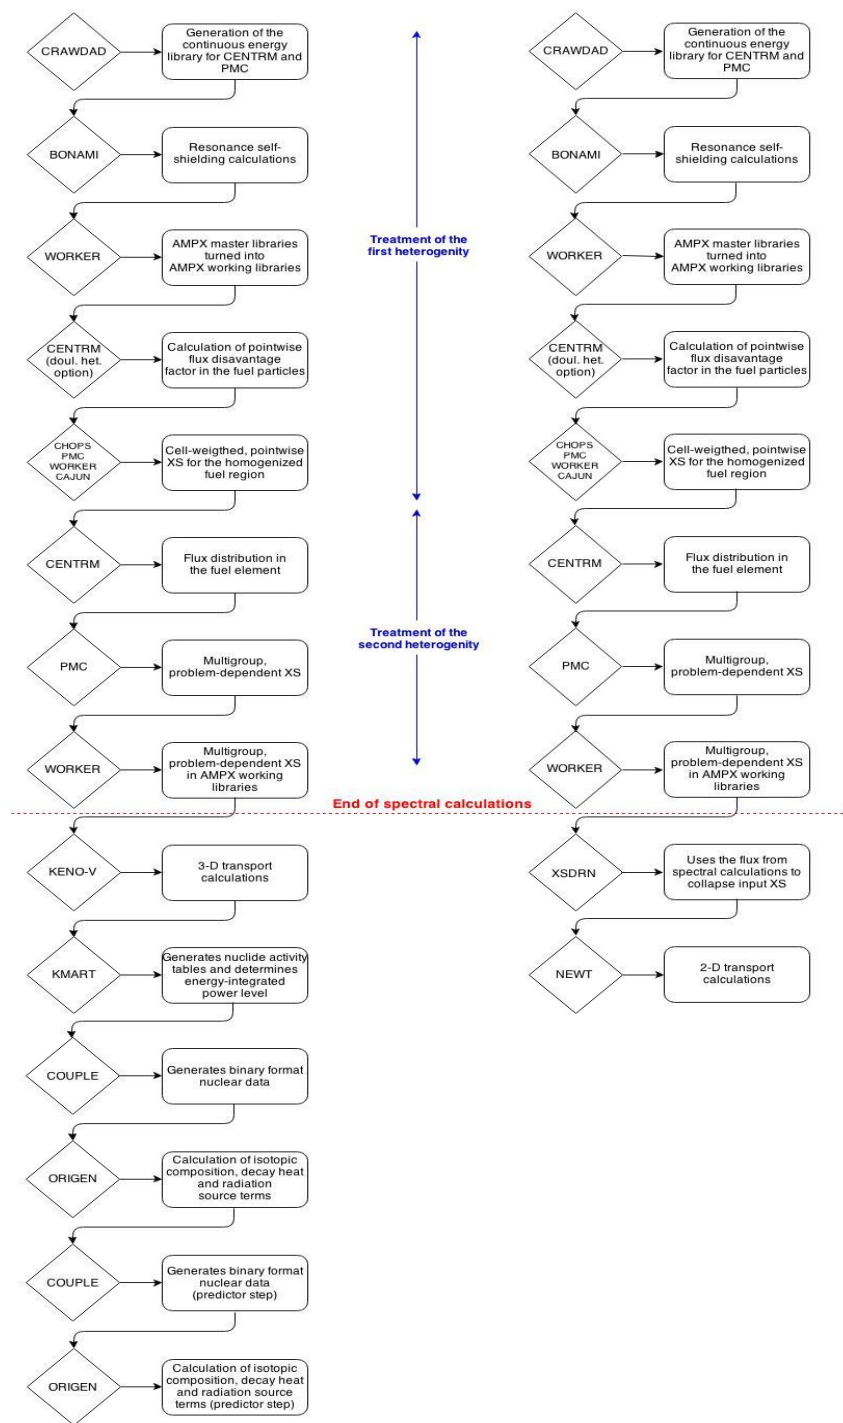 CRAWDAD
Generation of the
continuous energy
library for CENTRM and
PMC
BONAMI
Resonance self-
shielding calculations
WORKER
AMPX master libraries
turned into
AMPX working libraries
CENTRM
(doul. het.
option)
Calculation of pointwise
flux disavantage
factor in the fuel particles
CHOPS
PMC
WORKER
CAJUN
Cell-weigthed, pointwise
XS for the homogenized
fuel region
CENTRM
Flux distribution in
the fuel element
PMC
Multigroup,
problem-dependent XS
WORKER
Multigroup,
problem-dependent XS
in AMPX working
libraries
KENO-V
3-D transport
calculations
KMART
Generates nuclide activity
tables and determines
energy-integrated
power level
COUPLE
Generates binary format
nuclear data
ORIGEN
Calculation of isotopic
composition, decay heat
and radiation
source terms
COUPLE
Generates binary format
nuclear data
(predictor step)
ORIGEN
Calculation of isotopic
composition, decay heat
and radiation source
terms (predictor step)
Treatment of the
first heterogenity
Treatment of the
second heterogenity
End of spectral calculations
CRAWDAD
Generation of the
continuous energy
library for CENTRM and
PMC
BONAMI
Resonance self-
shielding calculations
WORKER
AMPX master libraries
turned into
AMPX working libraries
CENTRM
(doul. het.
option)
Calculation of pointwise
flux disavantage
factor in the fuel particles
CHOPS
PMC
WORKER
CAJUN
Cell-weigthed, pointwise
XS for the homogenized
fuel region
CENTRM
Flux distribution in
the fuel element
PMC
Multigroup,
problem-dependent XS
WORKER
Multigroup,
problem-dependent XS
in AMPX working
libraries
XSDRN
Uses the flux from
spectral calculations to
collapse input XS
NEWT
2-D transport
calculations